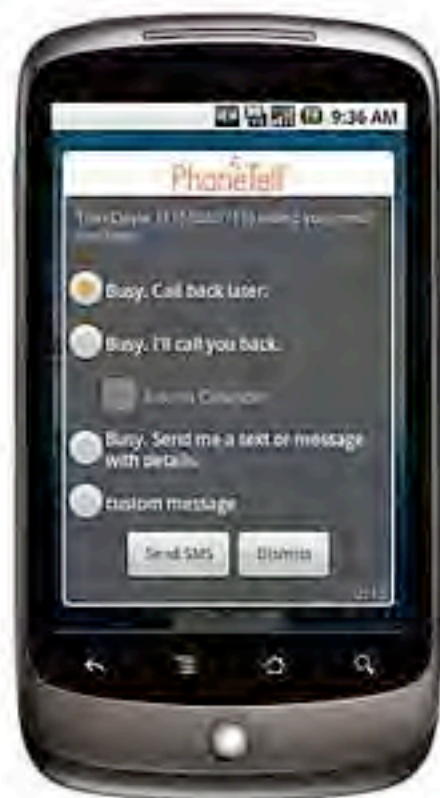 9:36 AM
PhoneTell
Busy. Call back later.
Busy. I'll call you back.
Busy. Send me a text or message
with details.
custom message
Send SMS
Dismiss